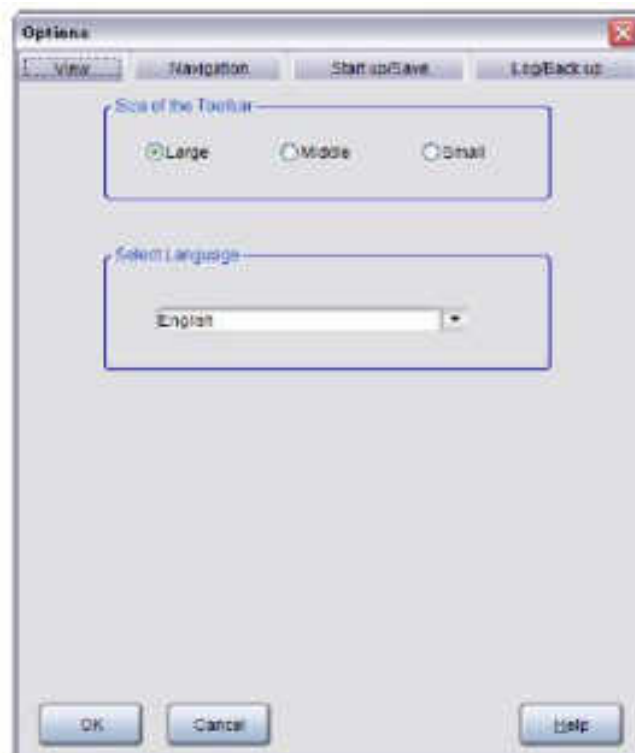 Options
View Navigation Start up/Save Log/Back up
Size of the Toolbar
Large Middle Small
Select Language
English
OK Cancel Help